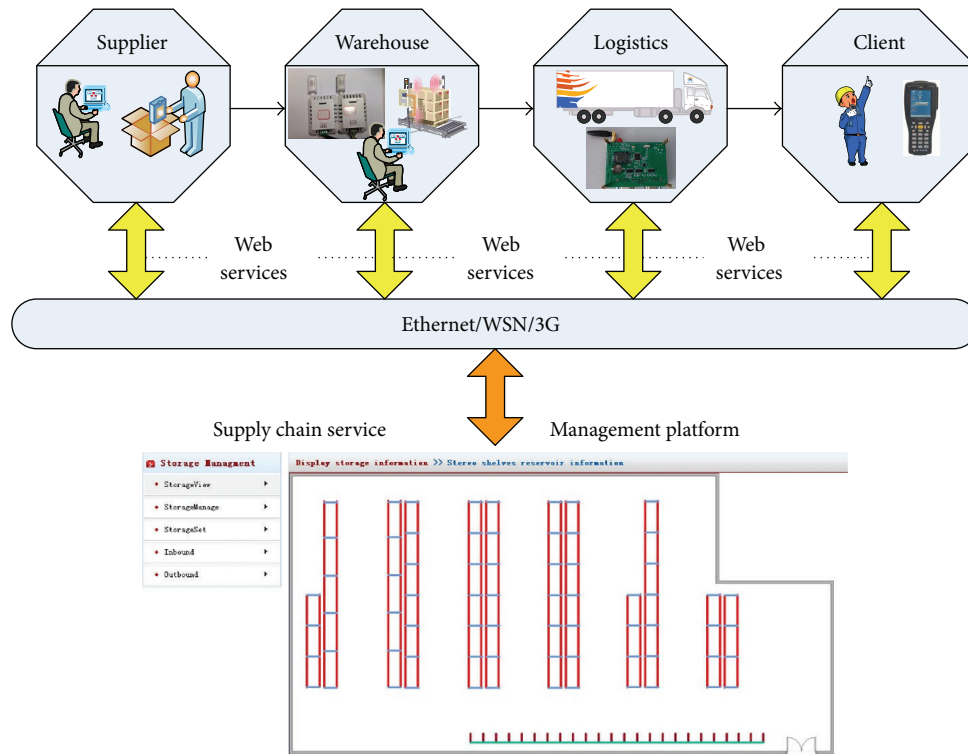 Supplier
Warehouse
Logistics
Client
Web
services
Web
services
Web
services
Ethernet/WSN/3G
Supply chain service
Management platform
Storage Managment
StorageView
StorageManage
StorageSet
Inbound
Outbound
Display storage information >> Stereo shelves reservoir information